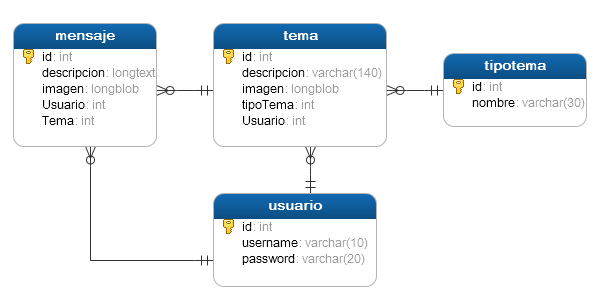 mensaje
id: int
descripcion: longtext
imagen: longblob
Usuario: int
Tema: int
tema
id: int
descripcion: varchar(140)
imagen: longblob
tipoTema: int
Usuario: int
tipotema
id: int
nombre: varchar(30)
usuario
id: int
username: varchar(10)
password: varchar(20)